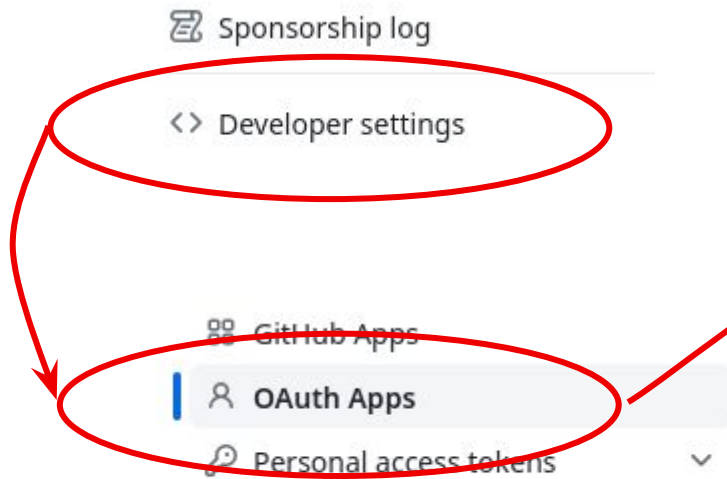 Sponsorship log
Developer settings
GitHub Apps
OAuth Apps
Personal access tokens